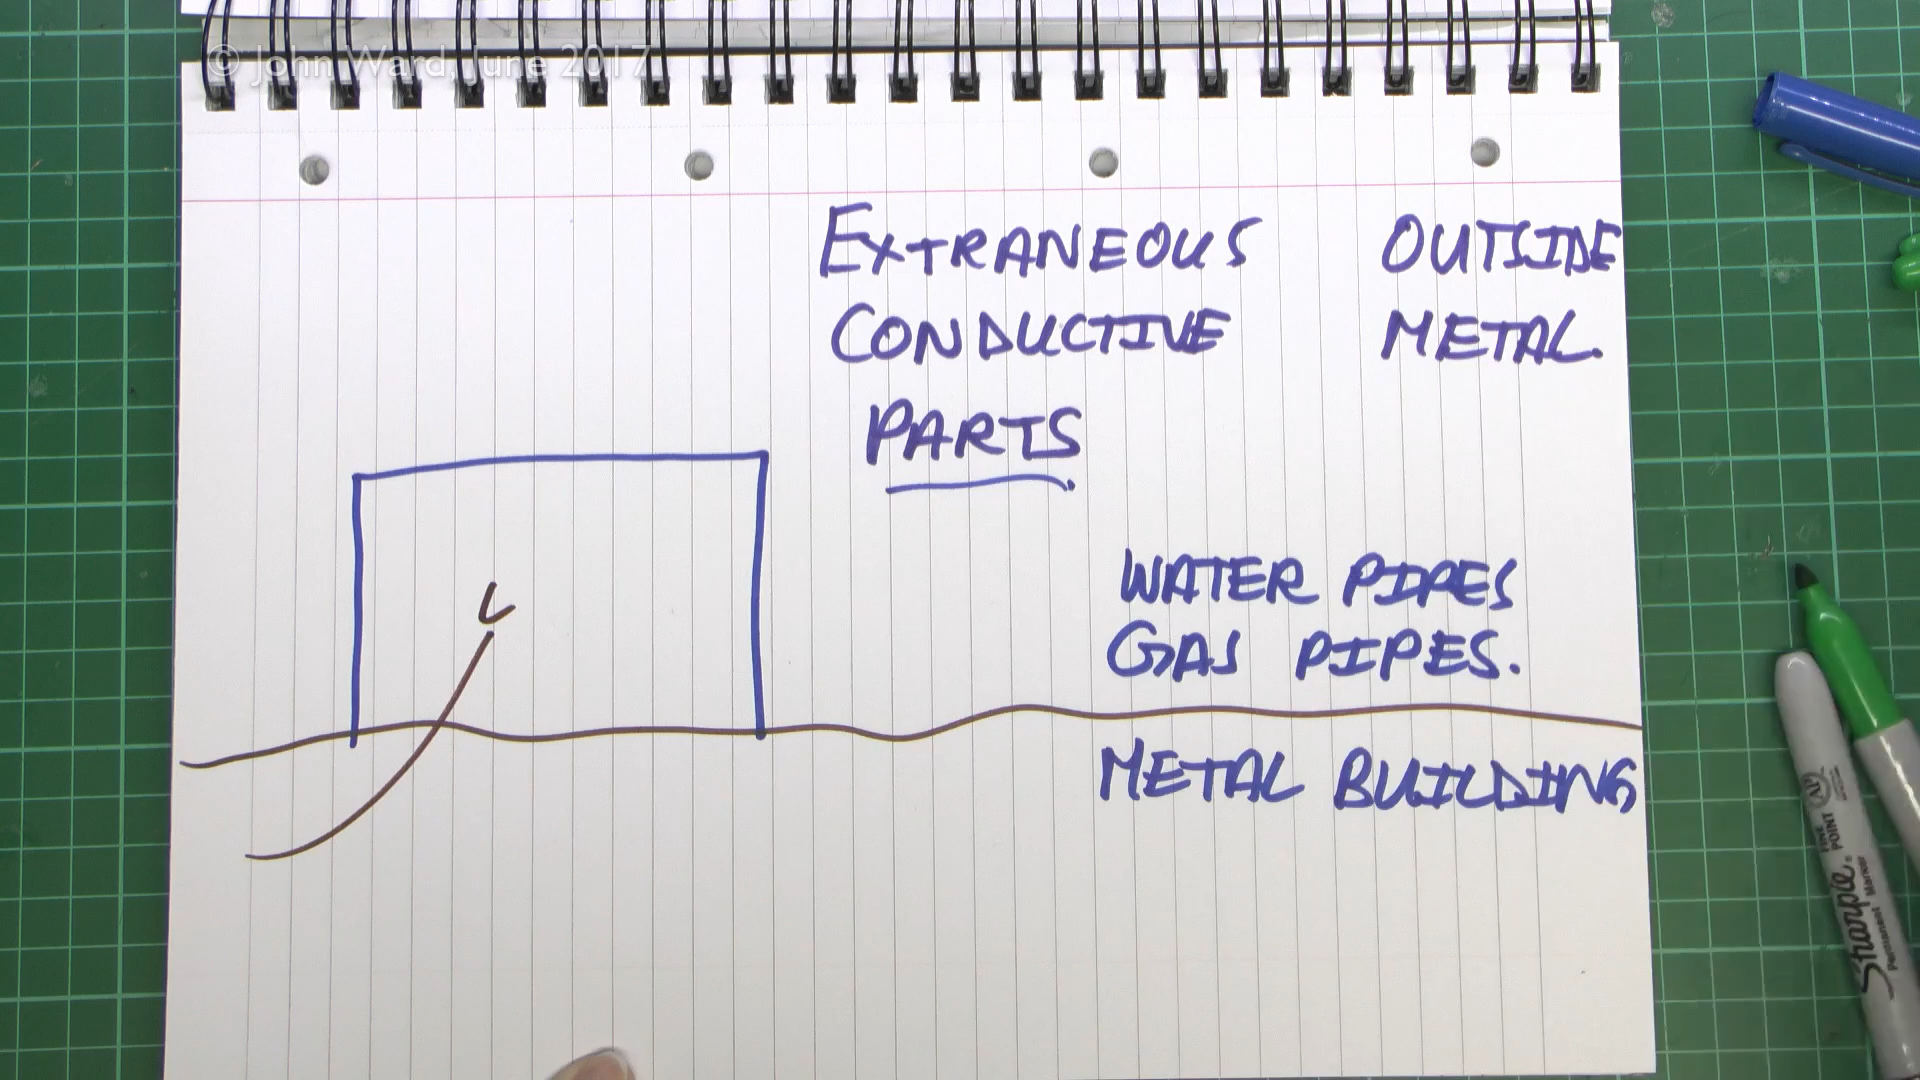 © John Ward, June 2017
EXTRANEOUS
CONDUCTIVE
PARTS
OUTSIDE
METAL.
WATER PIPES
GAS PIPES.
METAL BUILDING
L
Sharpie
Permanent Marker
FINE
POINT
AP